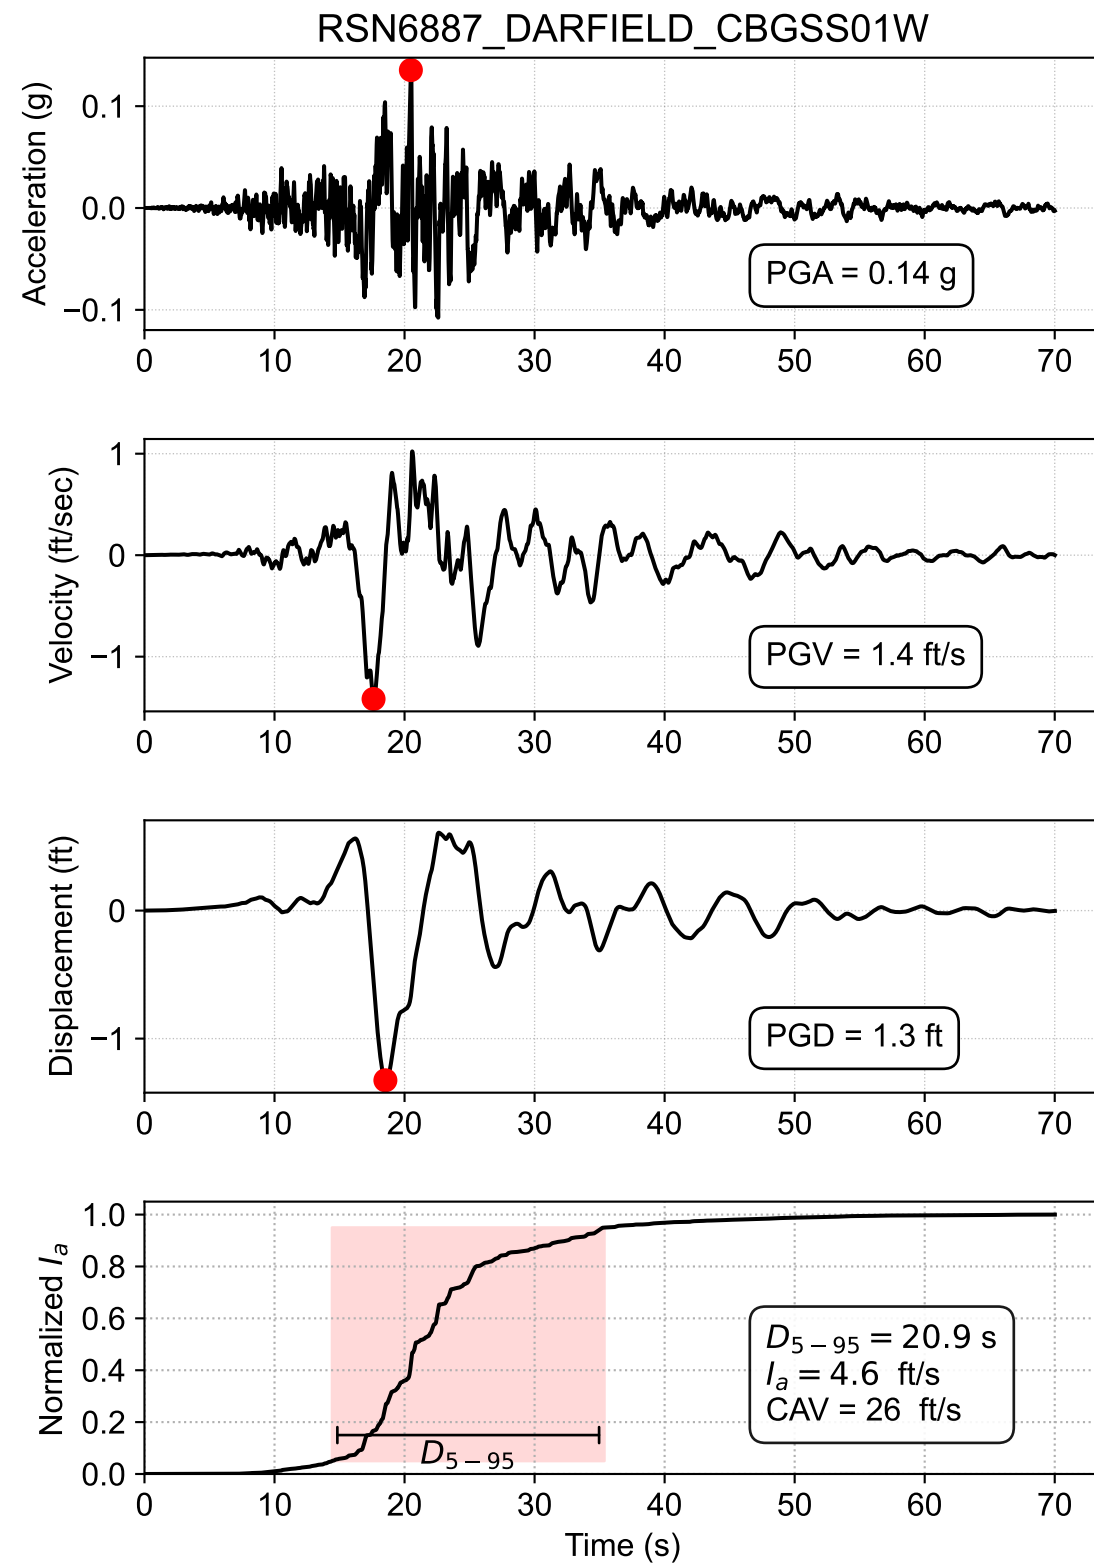 RSN6887_DARFIELD_CBGSS01W
Acceleration (g)
0.1
0.0
−0.1
PGA = 0.14 g
0 10 20 30 40 50 60 70
Velocity (ft/sec)
1
0
−1
PGV = 1.4 ft/s
0 10 20 30 40 50 60 70
Displacement (ft)
0
−1
PGD = 1.3 ft
0 10 20 30 40 50 60 70
Normalized Ia
1.0
0.8
0.6
0.4
0.2
0.0
D5−95 = 20.9 s
Ia = 4.6 ft/s
CAV = 26 ft/s
D5−95
0 10 20 30 40 50 60 70
Time (s)